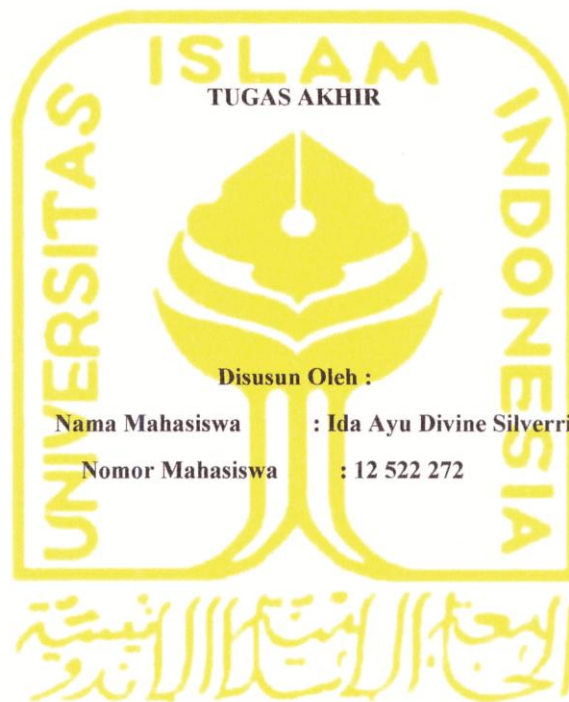 ISLAM
UNIVERSITAS
INDONESIA
TUGAS AKHIR
Disusun Oleh :
Nama Mahasiswa : Ida Ayu Divine Silverri
Nomor Mahasiswa : 12 522 272